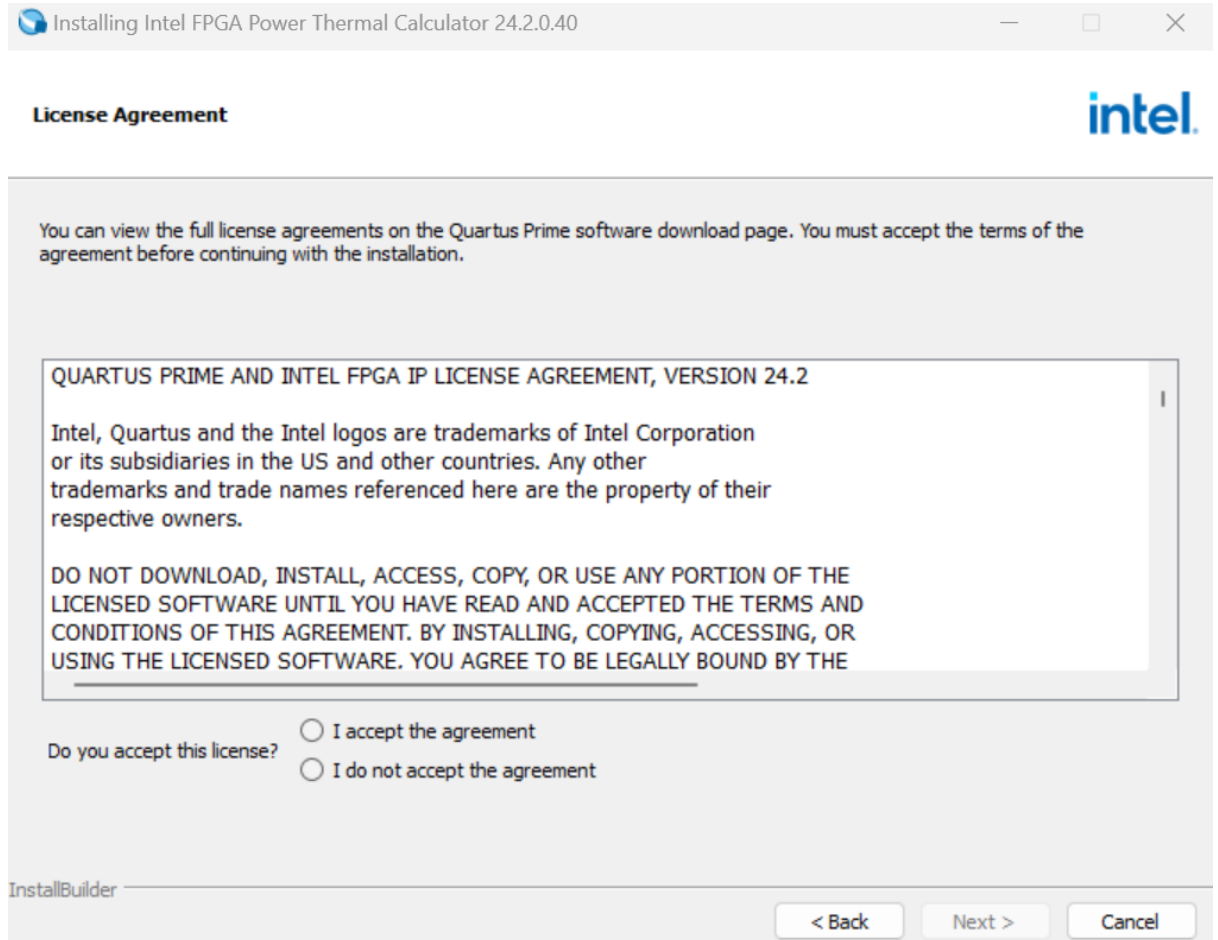 Installing Intel FPGA Power Thermal Calculator 24.2.0.40
License Agreement
intel.
You can view the full license agreements on the Quartus Prime software download page. You must accept the terms of the
agreement before continuing with the installation.
QUARTUS PRIME AND INTEL FPGA IP LICENSE AGREEMENT, VERSION 24.2
Intel, Quartus and the Intel logos are trademarks of Intel Corporation
or its subsidiaries in the US and other countries. Any other
trademarks and trade names referenced here are the property of their
respective owners.
DO NOT DOWNLOAD, INSTALL, ACCESS, COPY, OR USE ANY PORTION OF THE
LICENSED SOFTWARE UNTIL YOU HAVE READ AND ACCEPTED THE TERMS AND
CONDITIONS OF THIS AGREEMENT. BY INSTALLING, COPYING, ACCESSING, OR
USING THE LICENSED SOFTWARE, YOU AGREE TO BE LEGALLY BOUND BY THE
Do you accept this license?
I accept the agreement
I do not accept the agreement
InstallBuilder
< Back
Next >
Cancel